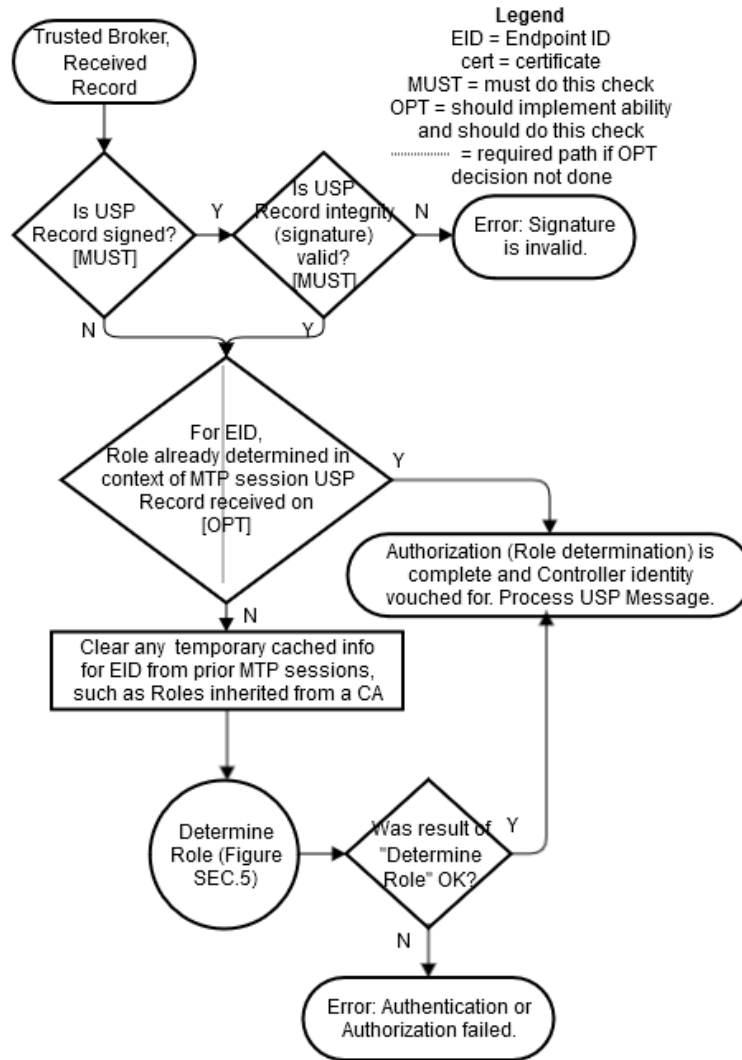 Legend
EID = Endpoint ID
cert = certificate
MUST = must do this check
OPT = should implement ability
and should do this check
= required path if OPT
decision not done
Trusted Broker,
Received
Record
Is USP
Record signed?
[MUST]
Y
Is USP
Record integrity
(signature)
valid?
[MUST]
N
Error: Signature
is invalid.
N
Y
For EID,
Role already determined in
context of MTP session USP
Record received on
[OPT]
Y
Authorization (Role determination) is
complete and Controller identity
vouched for. Process USP Message.
N
Clear any temporary cached info
for EID from prior MTP sessions,
such as Roles inherited from a CA
Determine
Role (Figure
SEC.5)
Was result of
"Determine
Role" OK?
Y
N
Error: Authentication or
Authorization failed.